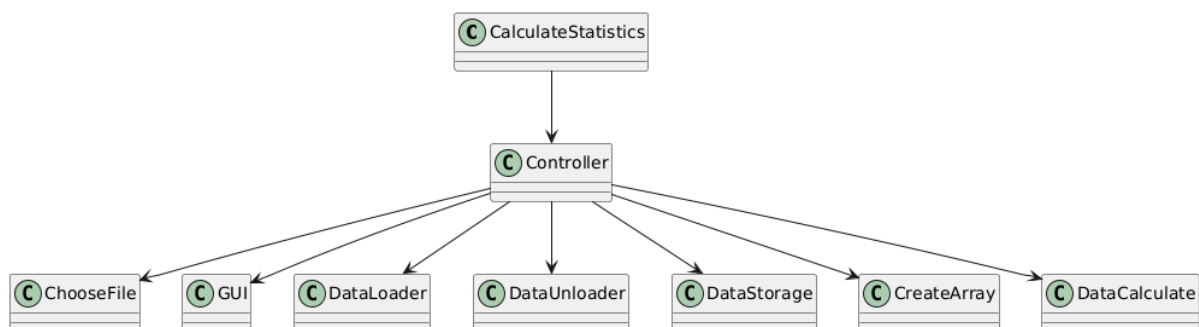 C CalculateStatistics
C Controller
C ChooseFile
C GUI
C DataLoader
C DataUnloader
C DataStorage
C CreateArray
C DataCalculate